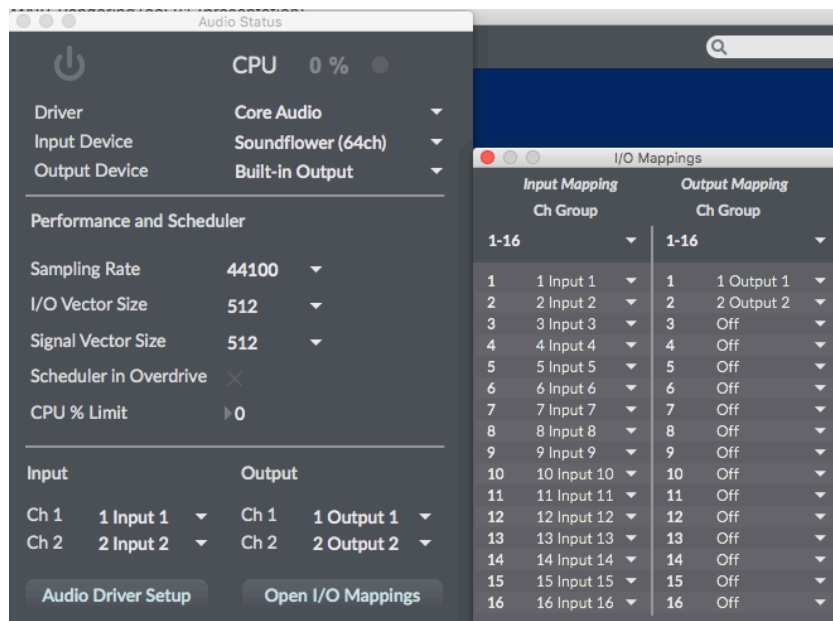 Audio Status
CPU 0 %
Driver Core Audio
Input Device Soundflower (64ch)
Output Device Built-in Output
Performance and Scheduler
Sampling Rate 44100
I/O Vector Size 512
Signal Vector Size 512
Scheduler in Overdrive
CPU % Limit 0
Input Output
Ch 1 1 Input 1 Ch 1 1 Output 1
Ch 2 2 Input 2 Ch 2 2 Output 2
Audio Driver Setup Open I/O Mappings
I/O Mappings
Input Mapping Output Mapping
Ch Group Ch Group
1-16 1-16
1 1 Input 1 1 1 Output 1
2 2 Input 2 2 2 Output 2
3 3 Input 3 3 Off
4 4 Input 4 4 Off
5 5 Input 5 5 Off
6 6 Input 6 6 Off
7 7 Input 7 7 Off
8 8 Input 8 8 Off
9 9 Input 9 9 Off
10 10 Input 10 10 Off
11 11 Input 11 11 Off
12 12 Input 12 12 Off
13 13 Input 13 13 Off
14 14 Input 14 14 Off
15 15 Input 15 15 Off
16 16 Input 16 16 Off